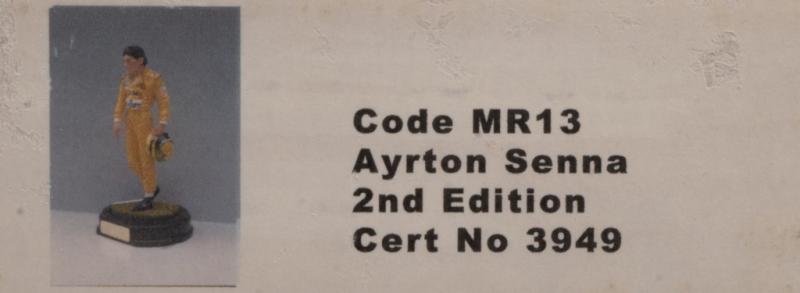 Code MR13
Ayrton Senna
2nd Edition
Cert No 3949